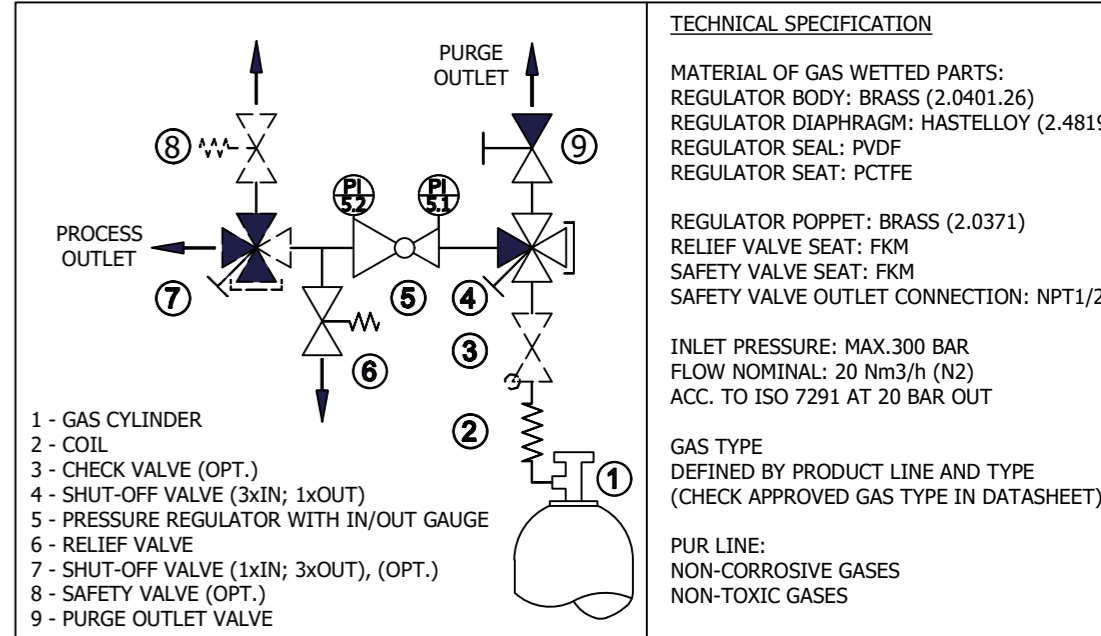 PURGE
OUTLET
8
9
PI
5.2
PI
5.1
PROCESS
OUTLET
7
5
4
3
6
2
1
1 - GAS CYLINDER
2 - COIL
3 - CHECK VALVE (OPT.)
4 - SHUT-OFF VALVE (3xIN; 1xOUT)
5 - PRESSURE REGULATOR WITH IN/OUT GAUGE
6 - RELIEF VALVE
7 - SHUT-OFF VALVE (1xIN; 3xOUT), (OPT.)
8 - SAFETY VALVE (OPT.)
9 - PURGE OUTLET VALVE
TECHNICAL SPECIFICATION
MATERIAL OF GAS WETTED PARTS:
REGULATOR BODY: BRASS (2.0401.26)
REGULATOR DIAPHRAGM: HASTELLOY (2.4819
REGULATOR SEAL: PVDF
REGULATOR SEAT: PCTFE
REGULATOR POPPET: BRASS (2.0371)
RELIEF VALVE SEAT: FKM
SAFETY VALVE SEAT: FKM
SAFETY VALVE OUTLET CONNECTION: NPT1/2
INLET PRESSURE: MAX.300 BAR
FLOW NOMINAL: 20 Nm3/h (N2)
ACC. TO ISO 7291 AT 20 BAR OUT
GAS TYPE
DEFINED BY PRODUCT LINE AND TYPE
(CHECK APPROVED GAS TYPE IN DATASHEET)
PUR LINE:
NON-CORROSIVE GASES
NON-TOXIC GASES